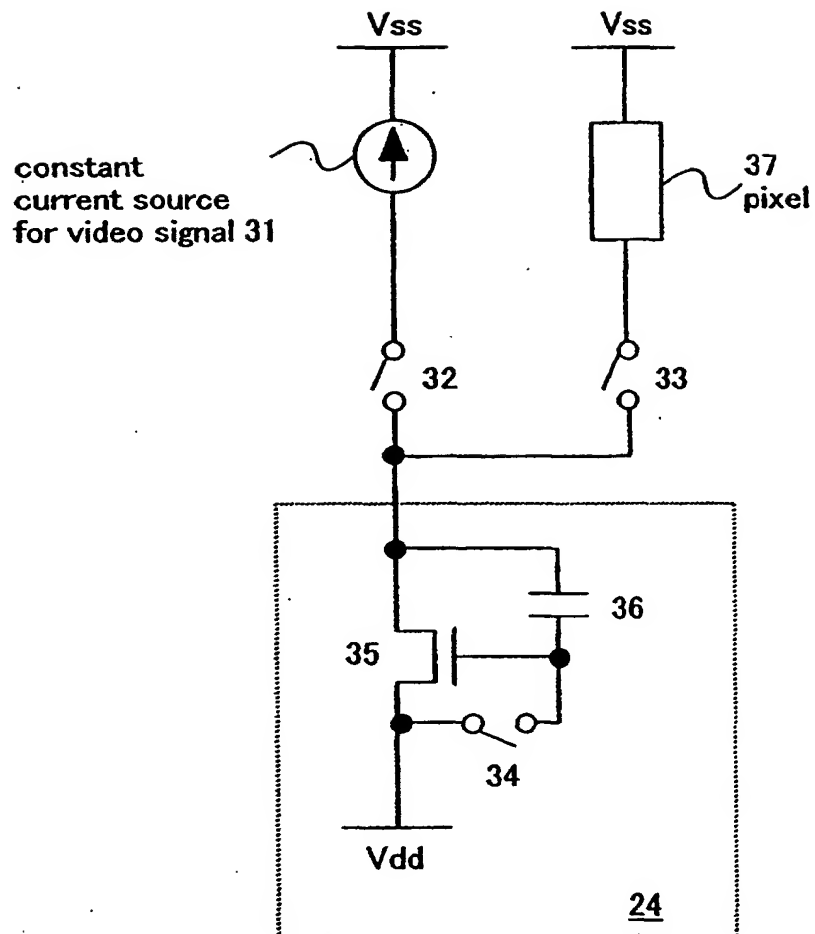 Vss Vss
constant
current source
for video signal 31
37
pixel
32 33
36
35
34
Vdd
24